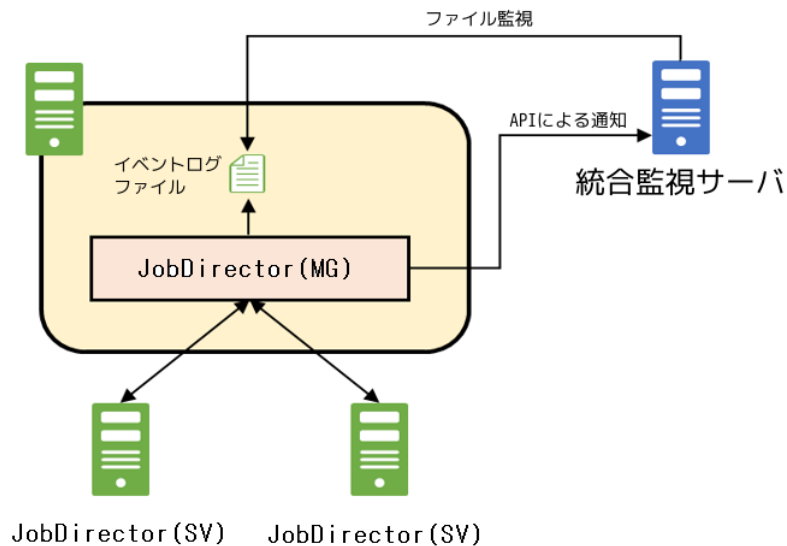 ファイル監視
APIによる通知
イベントログ
ファイル
統合監視サーバ
JobDirector(MG)
JobDirector(SV)
JobDirector(SV)